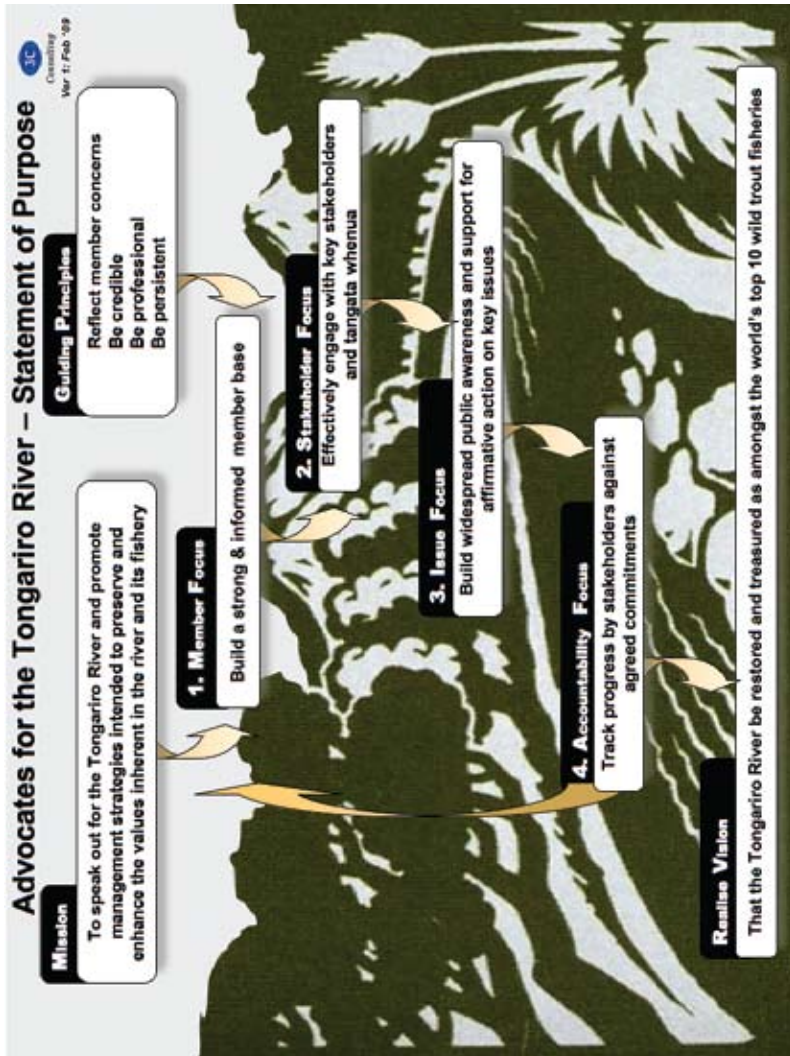 Advocates for the Tongariro River – Statement of Purpose
3C
Consulting
Ver 1: Feb '09
Mission
To speak out for the Tongariro River and promote
management strategies intended to preserve and
enhance the values inherent in the river and its fishery
Guiding Principles
Reflect member concerns
Be credible
Be professional
Be persistent
1. Member Focus
Build a strong & informed member base
2. Stakeholder Focus
Effectively engage with key stakeholders
and tangata whenua
3. Issue Focus
Build widespread public awareness and support for
affirmative action on key issues
4. Accountability Focus
Track progress by stakeholders against
agreed commitments
Realise Vision
That the Tongariro River be restored and treasured as amongst the world's top 10 wild trout fisheries